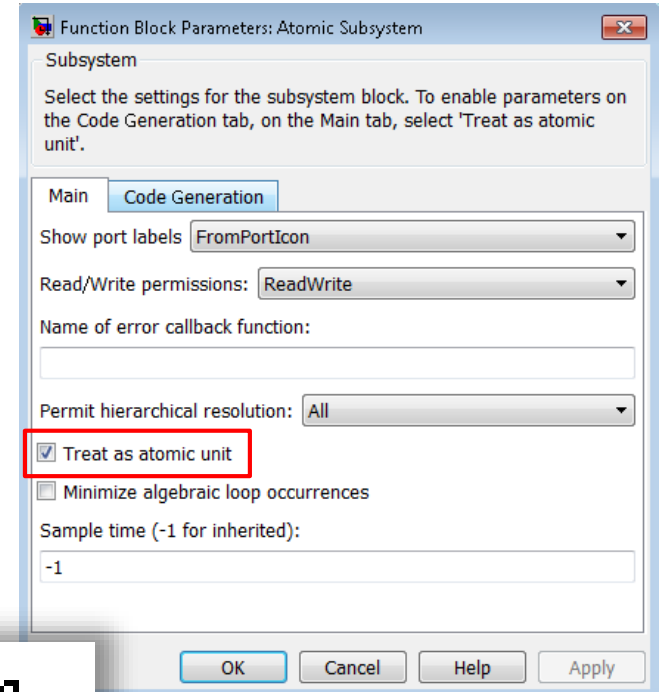 Function Block Parameters: Atomic Subsystem
Subsystem
Select the settings for the subsystem block. To enable parameters on
the Code Generation tab, on the Main tab, select 'Treat as atomic
unit'.
Main Code Generation
Show port labels FromPortIcon
Read/Write permissions: ReadWrite
Name of error callback function:
Permit hierarchical resolution: All
Treat as atomic unit
Minimize algebraic loop occurrences
Sample time (-1 for inherited):
-1
OK Cancel Help Apply